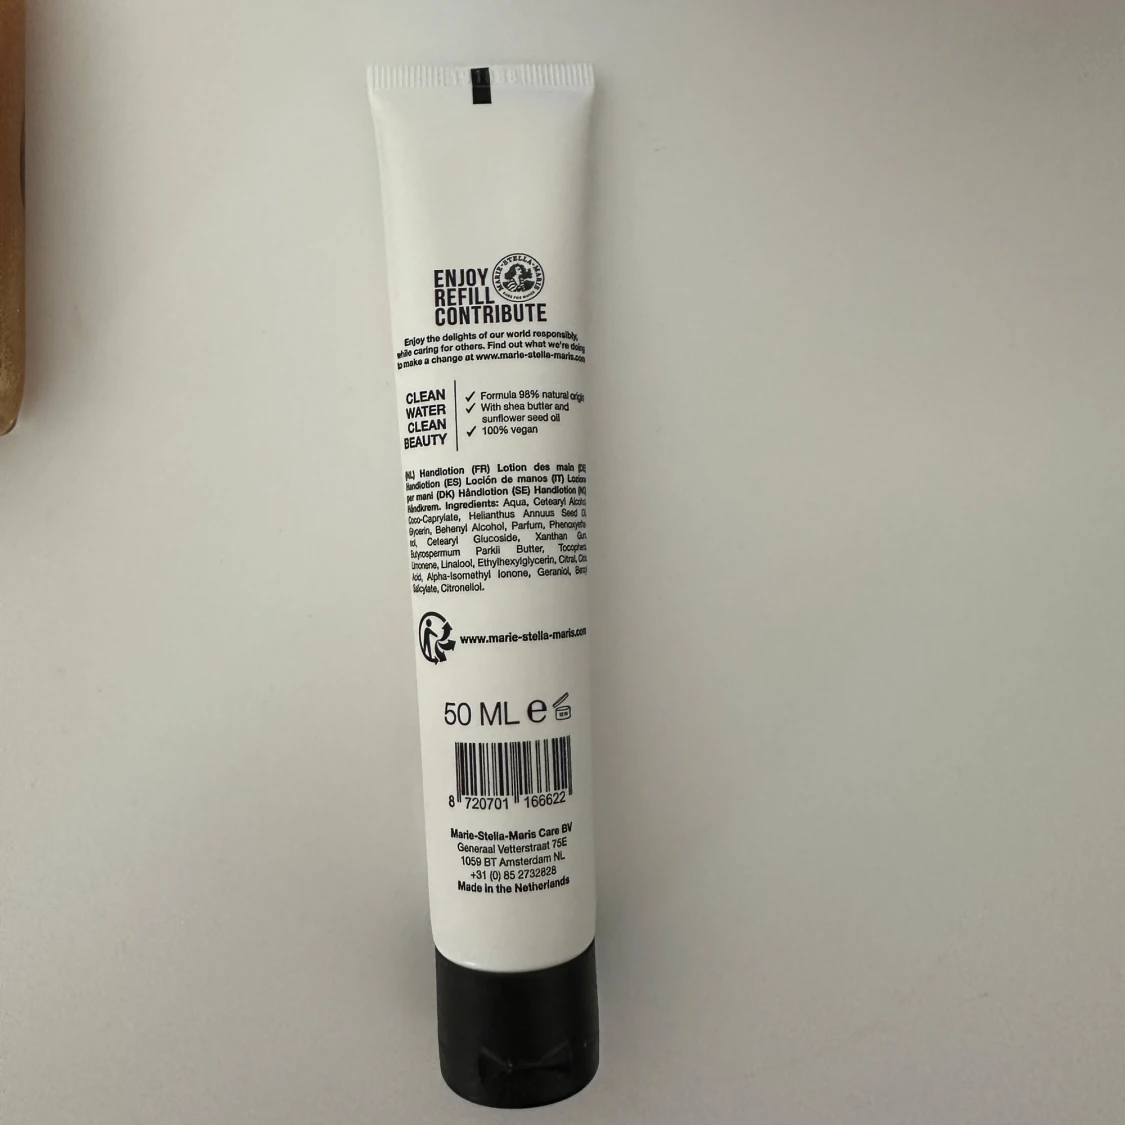 ENJOY
REFILL
CONTRIBUTE
MARIE-STELLA-MARIS
Enjoy the delights of our world responsibly,
while caring for others. Find out what we're doing
to make a change at www.marie-stella-maris.com
CLEAN
WATER
CLEAN
BEAUTY
✓ Formula 98% natural origin
✓ With shea butter and
sunflower seed oil
✓ 100% vegan
(NL) Handlotion (FR) Lotion des main (DE)
Handlotion (ES) Loción de manos (IT) Lozione
per mani (DK) Håndlotion (SE) Handlotion (NO)
Håndkrem. Ingredients: Aqua, Cetearyl Alcohol,
Coco-Caprylate, Helianthus Annuus Seed Oil,
Glycerin, Behenyl Alcohol, Parfum, Phenoxyetha-
nol, Cetearyl Glucoside, Xanthan Gum,
Butyrospermum Parkii Butter, Tocopherol,
Limonene, Linalool, Ethylhexylglycerin, Citral, Citric
Acid, Alpha-Isomethyl Ionone, Geraniol, Benzyl
Salicylate, Citronellol.
www.marie-stella-maris.com
50 ML ℮
8 720701 166622
Marie-Stella-Maris Care BV
Generaal Vetterstraat 75E
1059 BT Amsterdam NL
+31 (0) 85 2732828
Made in the Netherlands